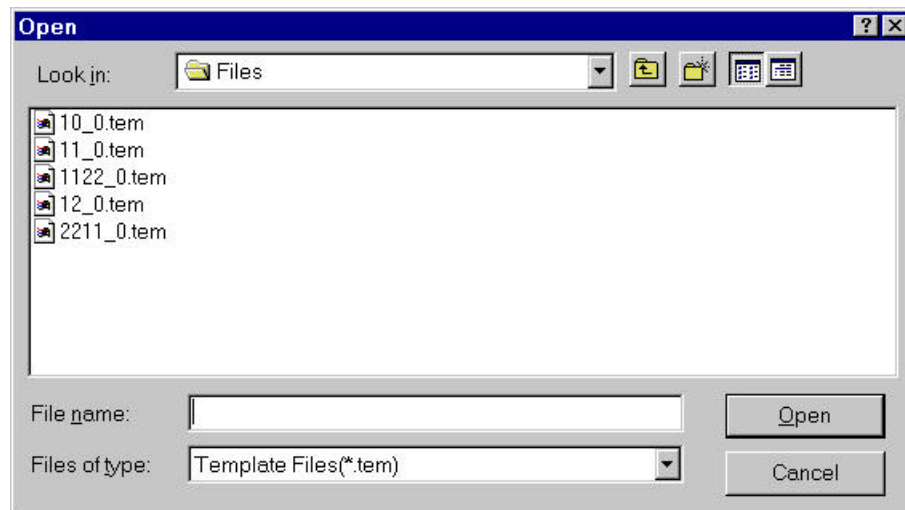 Open
Look in: Files
10_0.tem
11_0.tem
1122_0.tem
12_0.tem
2211_0.tem
File name: Open
Files of type: Template Files(*.tem) Cancel